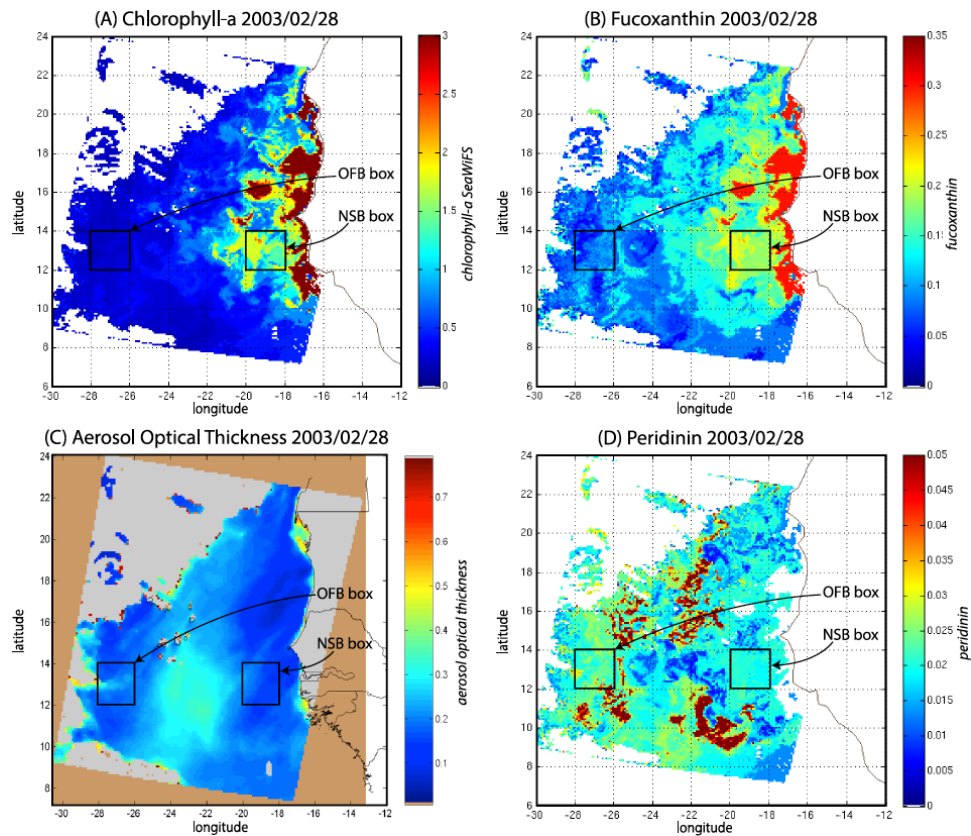 (A) Chlorophyll-a 2003/02/28
24
22
20
18
16
14
12
10
8
6
latitude
-30 -28 -26 -24 -22 -20 -18 -16 -14 -12
longitude
OFB box
NSB box
3
2.5
2
1.5
1
0.5
0
chlorophyll-a SeaWiFS
(B) Fucoxanthin 2003/02/28
24
22
20
18
16
14
12
10
8
6
latitude
-30 -28 -26 -24 -22 -20 -18 -16 -14 -12
longitude
OFB box
NSB box
0.35
0.3
0.25
0.2
0.15
0.1
0.05
0
fucoxanthin
(C) Aerosol Optical Thickness 2003/02/28
24
22
20
18
16
14
12
10
8
latitude
-30 -28 -26 -24 -22 -20 -18 -16 -14 -12
longitude
OFB box
NSB box
0.7
0.6
0.5
0.4
0.3
0.2
0.1
aerosol optical thickness
(D) Peridinin 2003/02/28
24
22
20
18
16
14
12
10
8
6
latitude
-30 -28 -26 -24 -22 -20 -18 -16 -14 -12
longitude
OFB box
NSB box
0.05
0.045
0.04
0.035
0.03
0.025
0.02
0.015
0.01
0.005
0
peridinin